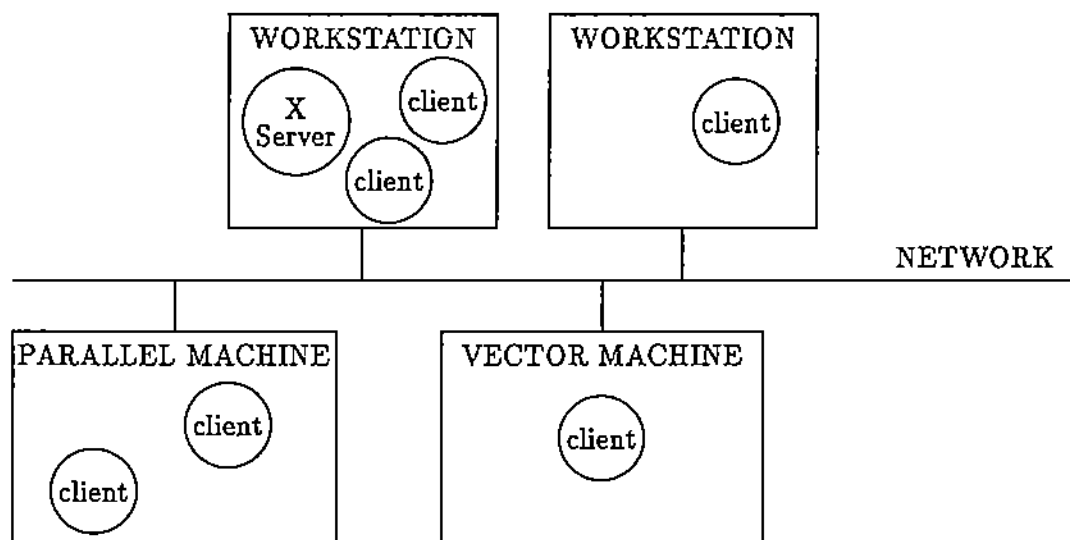 WORKSTATION
X
Server
client
client
WORKSTATION
client
NETWORK
PARALLEL MACHINE
client
client
VECTOR MACHINE
client